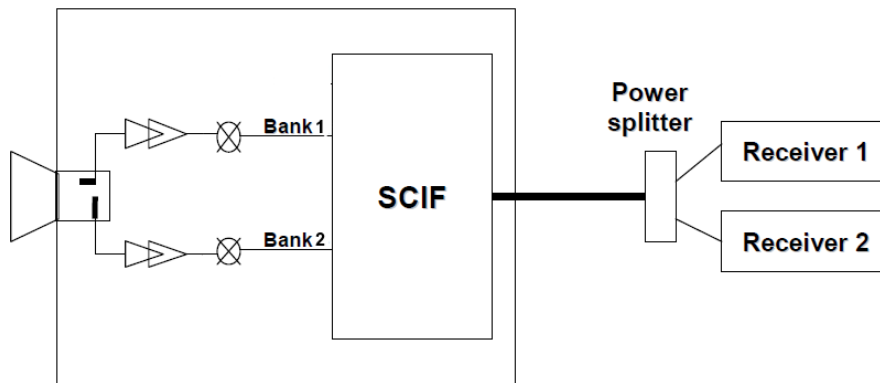 Bank 1
Bank 2
SCIF
Power
splitter
Receiver 1
Receiver 2